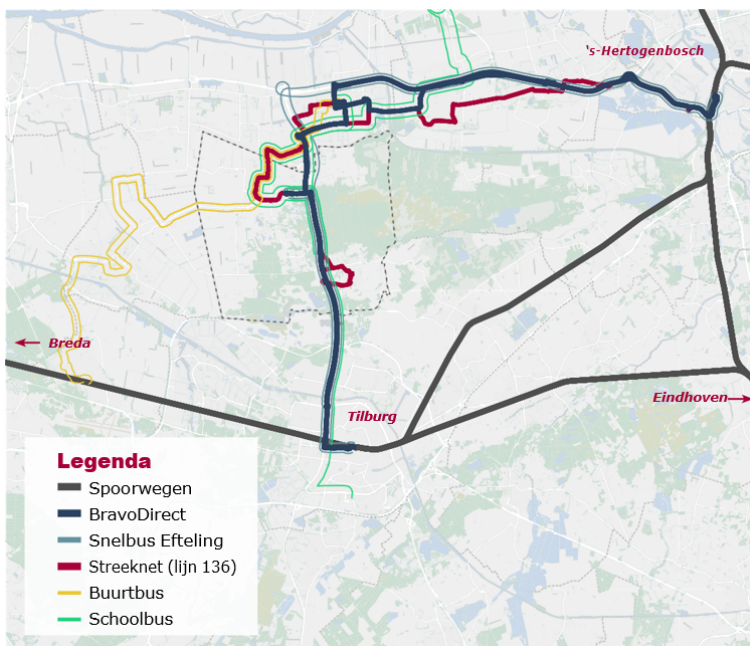 's-Hertogenbosch
Breda
Tilburg
Eindhoven
Legenda
Spoorwegen
BravoDirect
Snelbus Efteling
Streeknet (lijn 136)
Buurtbus
Schoolbus